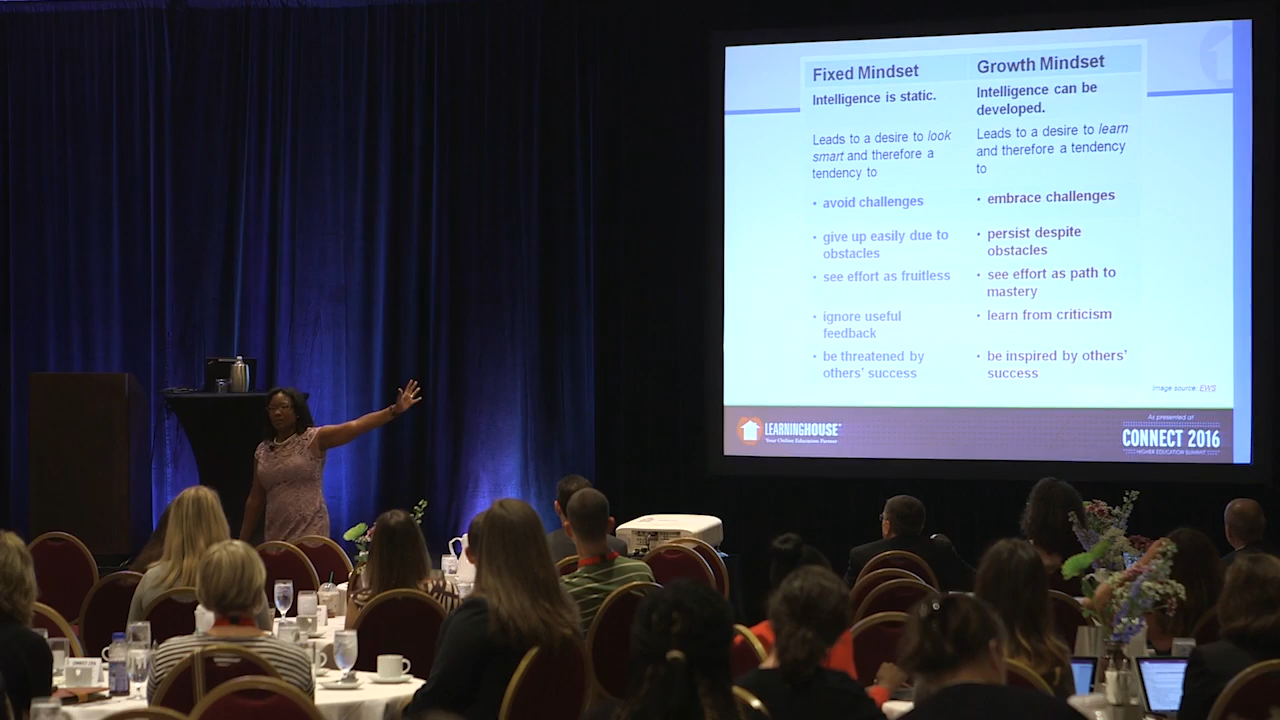 Fixed Mindset
Intelligence is static.
Leads to a desire to look
smart and therefore a
tendency to
• avoid challenges
• give up easily due to
obstacles
• see effort as fruitless
• ignore useful
feedback
• be threatened by
others' success
Growth Mindset
Intelligence can be
developed.
Leads to a desire to learn
and therefore a tendency
to
• embrace challenges
• persist despite
obstacles
• see effort as path to
mastery
• learn from criticism
• be inspired by others'
success
Image source: EWS
LEARNINGHOUSE
Your Online Education Partner
As presented at
CONNECT 2016
HIGHER EDUCATION SUMMIT